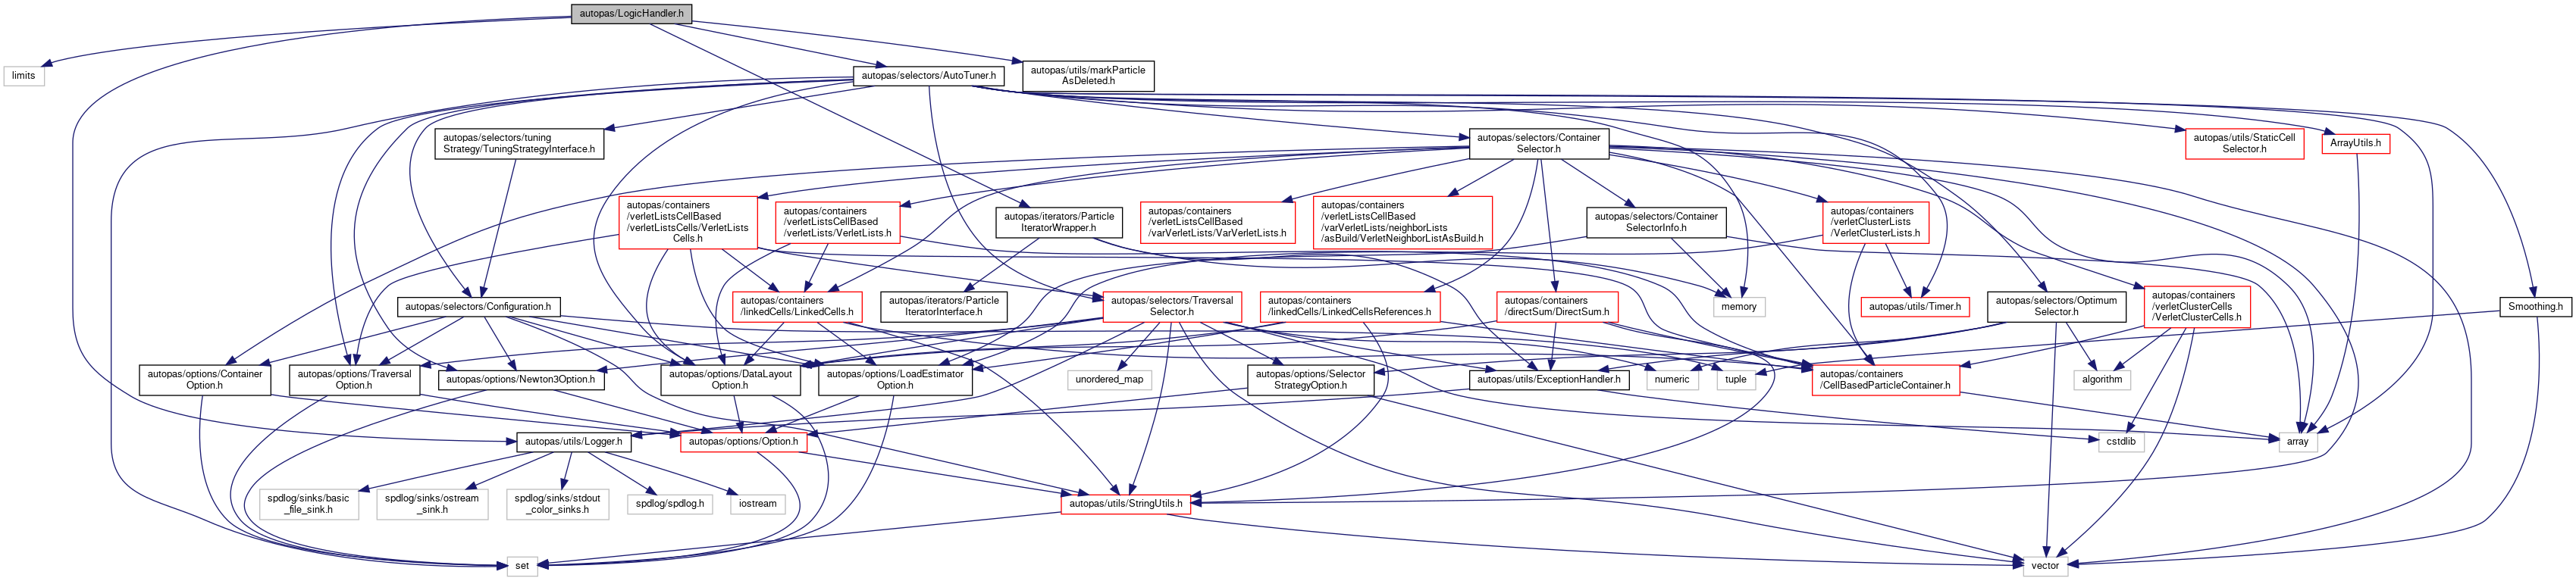 autopas/LogicHandler.h
limits
autopas/selectors/AutoTuner.h
autopas/utils/markParticle
AsDeleted.h
autopas/selectors/tuning
Strategy/TuningStrategyInterface.h
autopas/selectors/Container
Selector.h
autopas/utils/StaticCell
Selector.h
ArrayUtils.h
autopas/containers
/verletListsCellBased
/verletListsCells/VerletLists
Cells.h
autopas/containers
/verletListsCellBased
/verletLists/VerletLists.h
autopas/iterators/Particle
IteratorWrapper.h
autopas/containers
/verletListsCellBased
/varVerletLists/VarVerletLists.h
autopas/containers
/verletListsCellBased
/varVerletLists/neighborLists
/asBuild/VerletNeighborListAsBuild.h
autopas/selectors/Container
SelectorInfo.h
autopas/containers
/verletClusterLists
/VerletClusterLists.h
autopas/selectors/Configuration.h
autopas/containers
/linkedCells/LinkedCells.h
autopas/iterators/Particle
IteratorInterface.h
autopas/selectors/Traversal
Selector.h
autopas/containers
/linkedCells/LinkedCellsReferences.h
autopas/containers
/directSum/DirectSum.h
memory
autopas/utils/Timer.h
autopas/selectors/Optimum
Selector.h
autopas/containers
/verletClusterCells
/VerletClusterCells.h
Smoothing.h
autopas/options/Container
Option.h
autopas/options/Traversal
Option.h
autopas/options/Newton3Option.h
autopas/options/DataLayout
Option.h
autopas/options/LoadEstimator
Option.h
unordered_map
autopas/options/Selector
StrategyOption.h
autopas/utils/ExceptionHandler.h
numeric
tuple
autopas/containers
/CellBasedParticleContainer.h
algorithm
autopas/utils/Logger.h
autopas/options/Option.h
cstdlib
array
spdlog/sinks/basic
_file_sink.h
spdlog/sinks/ostream
_sink.h
spdlog/sinks/stdout
_color_sinks.h
spdlog/spdlog.h
iostream
autopas/utils/StringUtils.h
set
vector